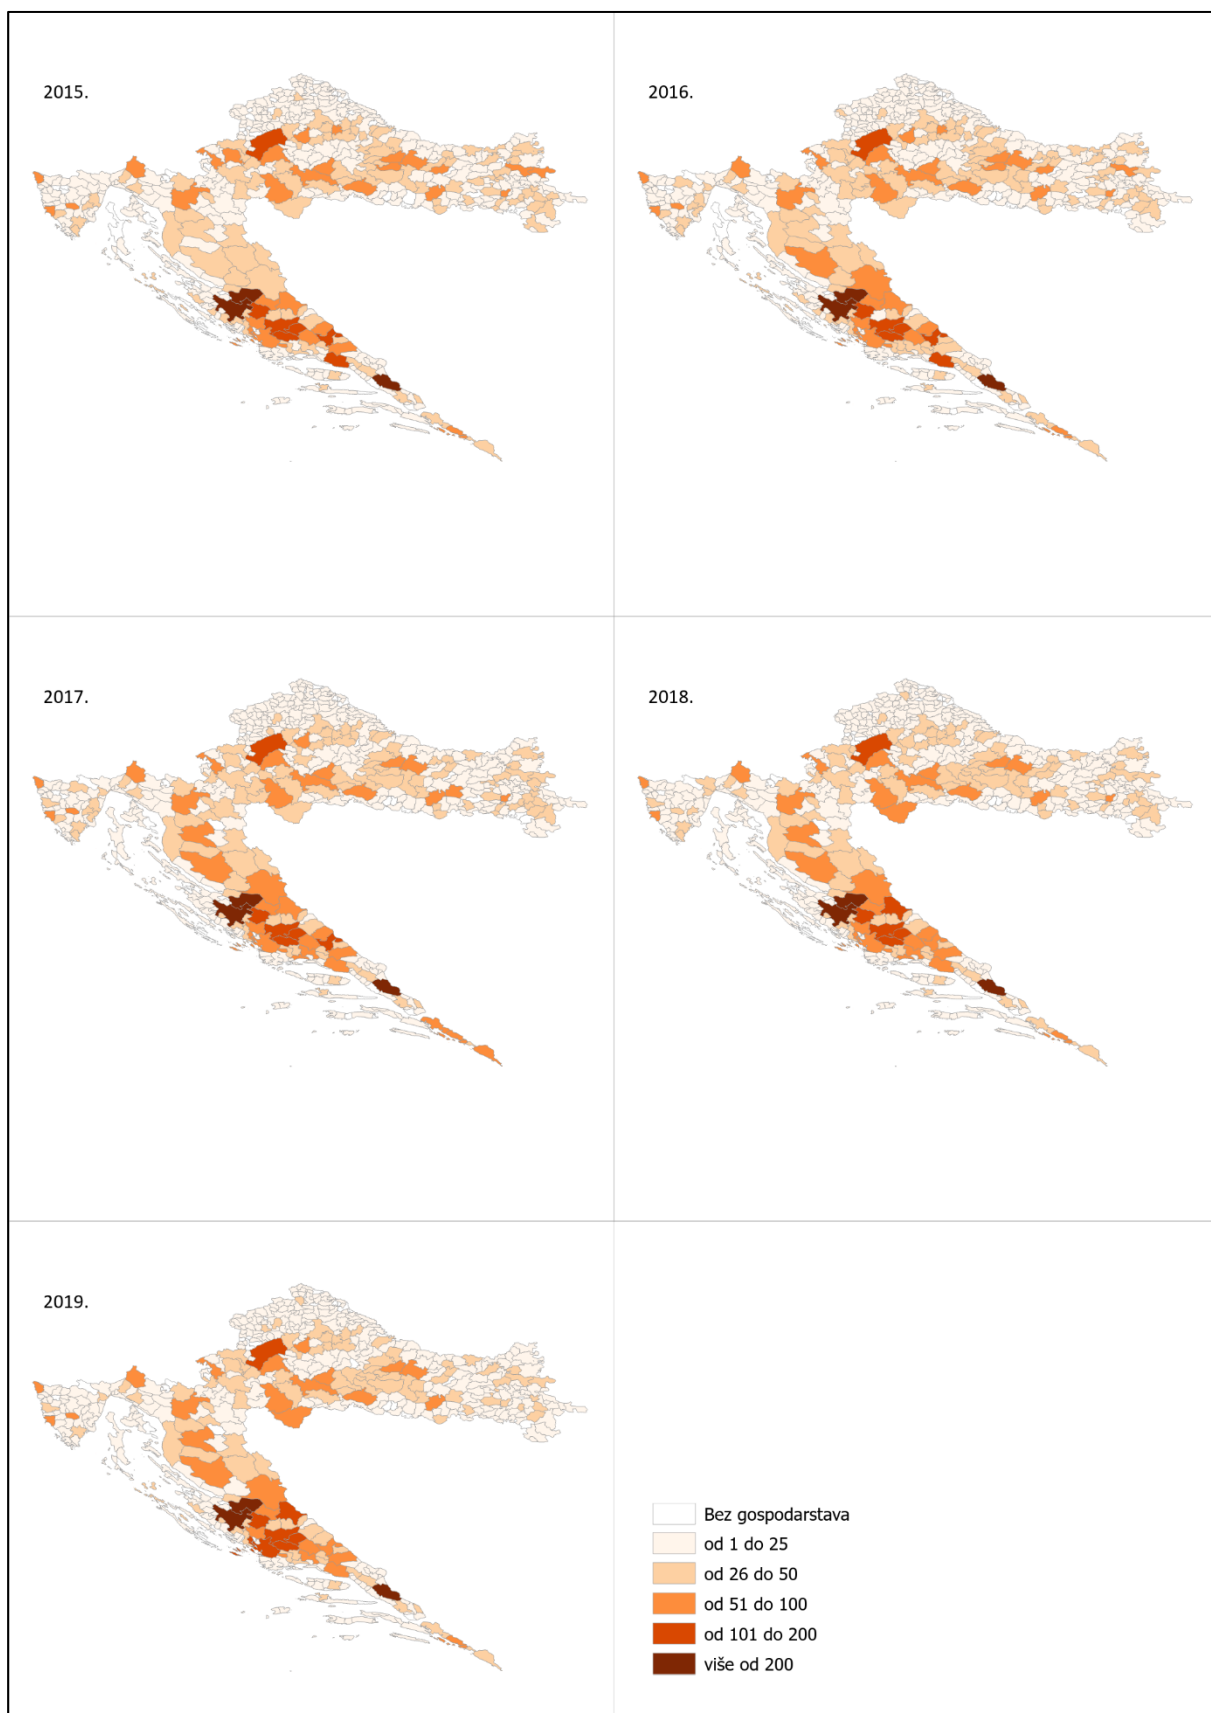 2015.
2016.
2017.
2018.
2019.
Bez gospodarstava
od 1 do 25
od 26 do 50
od 51 do 100
od 101 do 200
više od 200